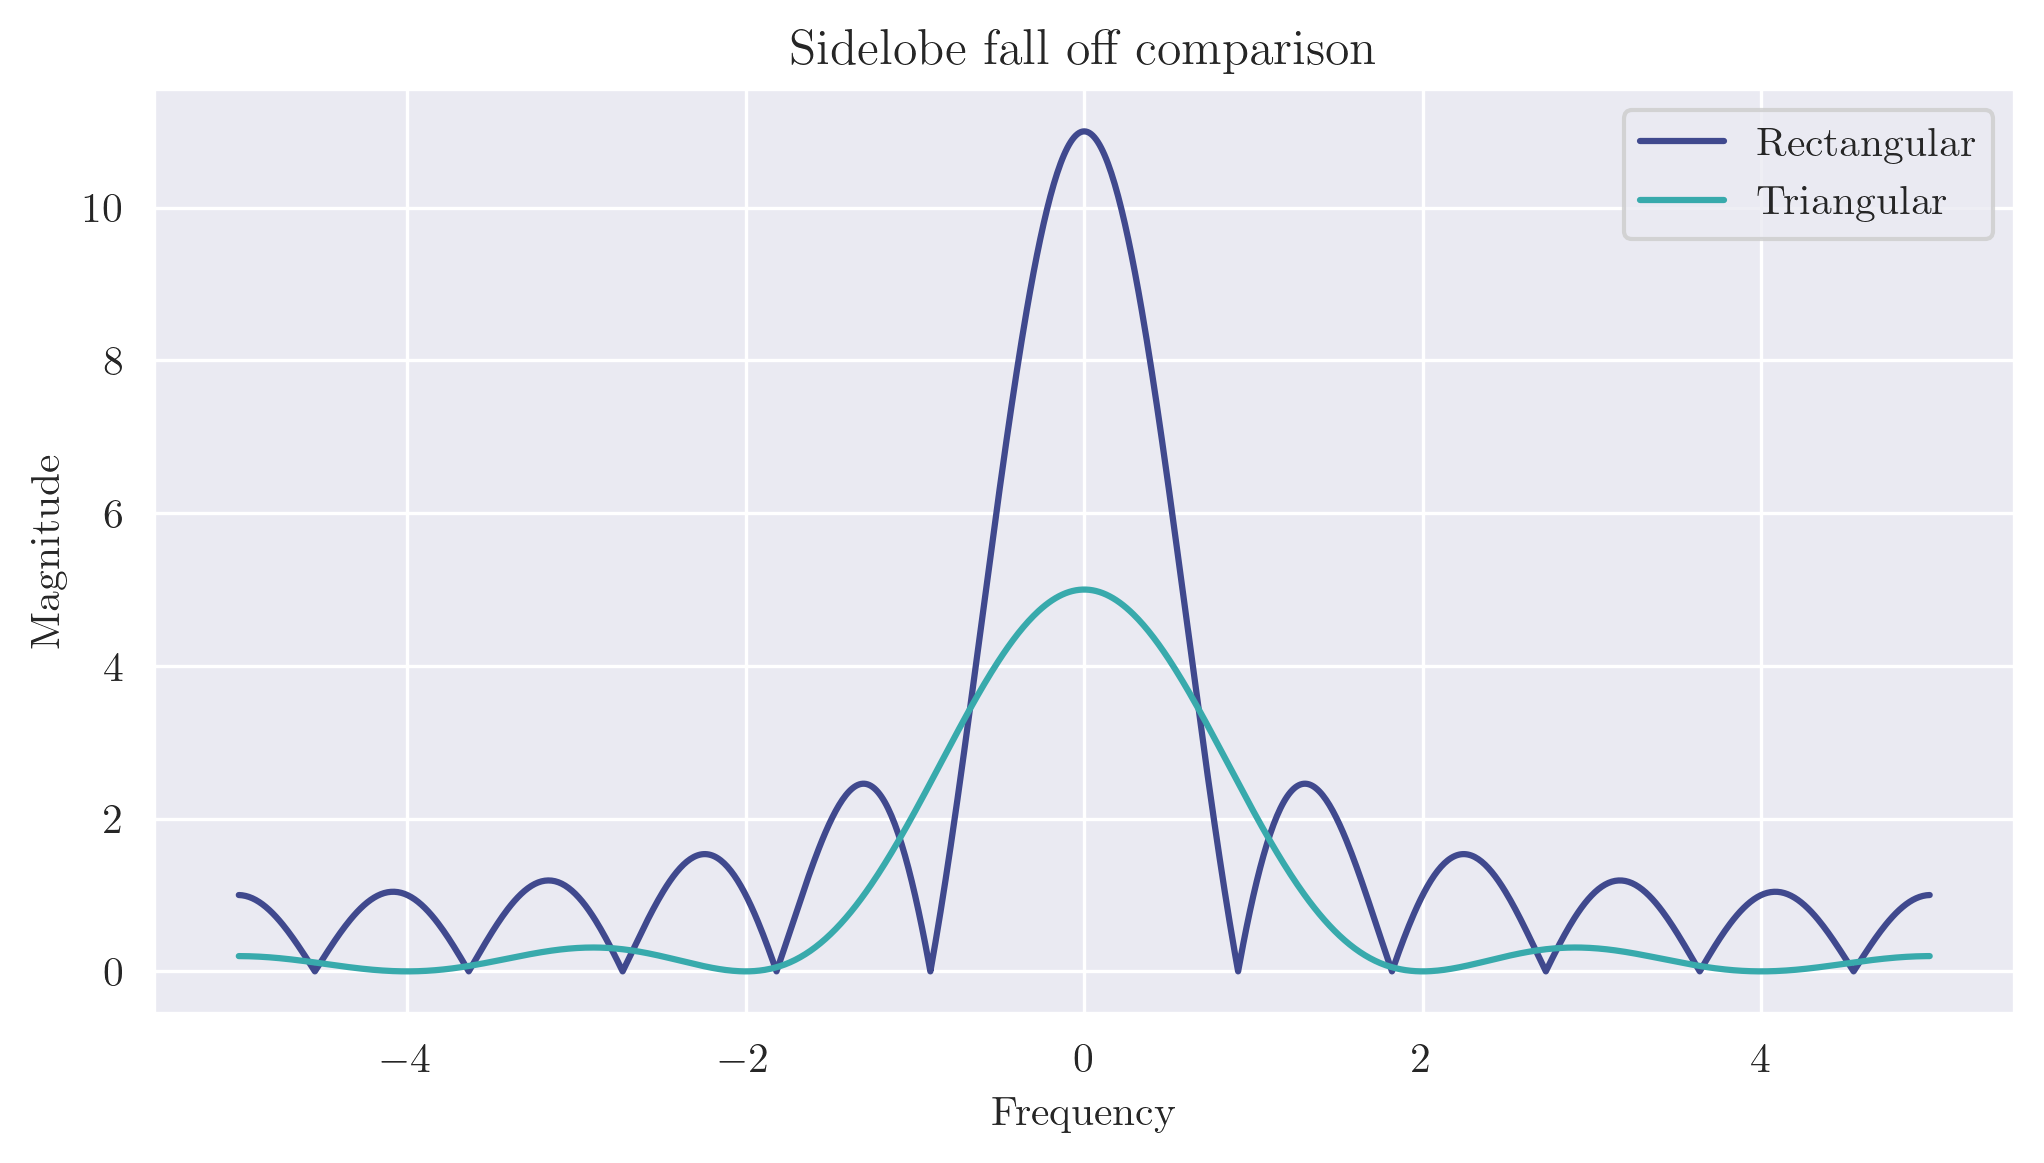 Sidelobe fall off comparison
Rectangular
Triangular
10
8
6
4
2
0
Magnitude
−4
−2
0
2
4
Frequency